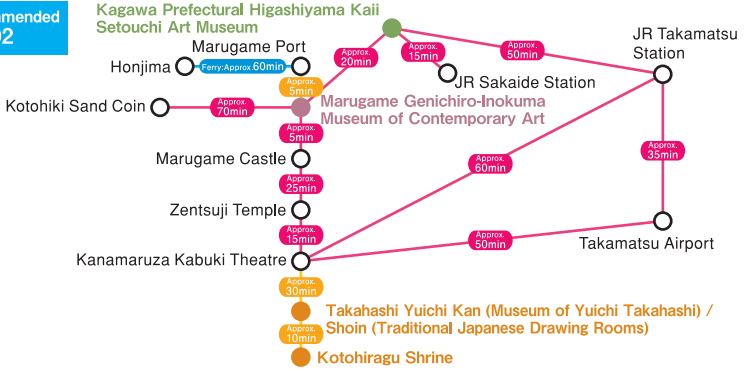 Kagawa Prefectural Higashiyama Kaii
Setouchi Art Museum
Marugame Port
Honjima
Ferry:Approx.60min
Approx.
5min
Approx.
20min
Approx.
15min
Approx.
50min
JR Takamatsu
Station
JR Sakaide Station
Kotohiki Sand Coin
Approx.
70min
Marugame Genichiro-Inokuma
Museum of Contemporary Art
Approx.
5min
Marugame Castle
Approx.
25min
Approx.
60min
Approx.
35min
Zentsuji Temple
Approx.
15min
Approx.
50min
Takamatsu Airport
Kanamaruza Kabuki Theatre
Approx.
30min
Takahashi Yuichi Kan (Museum of Yuichi Takahashi) /
Shoin (Traditional Japanese Drawing Rooms)
Approx.
10min
Kotohiragu Shrine